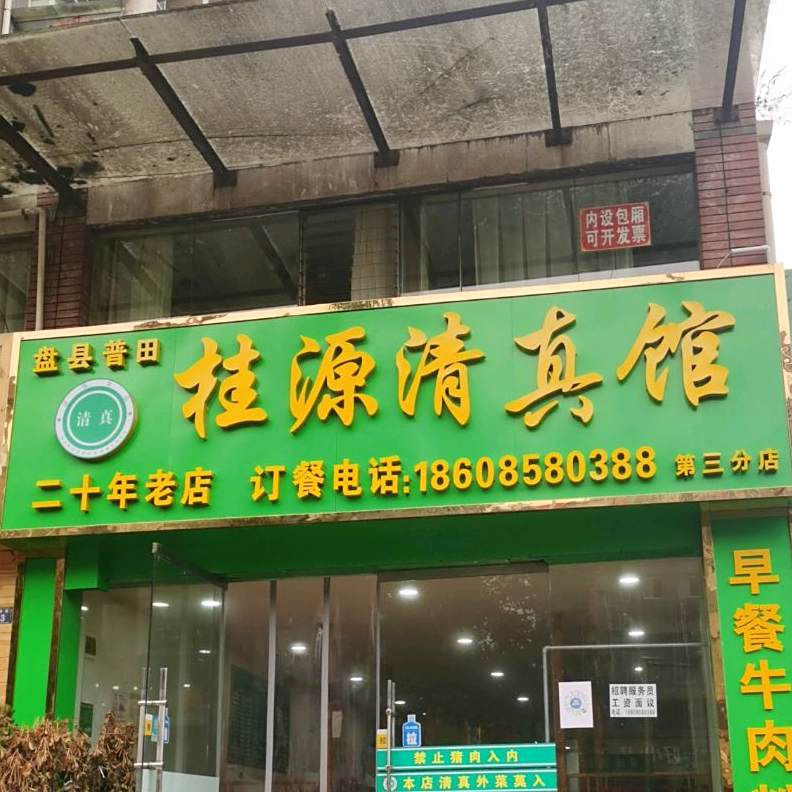 内设包厢
可开发票
盘县普田
桂源清真馆
清真
二十年老店
订餐电话:18608580388
第三分店
早餐牛肉
招聘服务员
工资面议
拉
禁止猪肉入内
本店清真外菜莫入